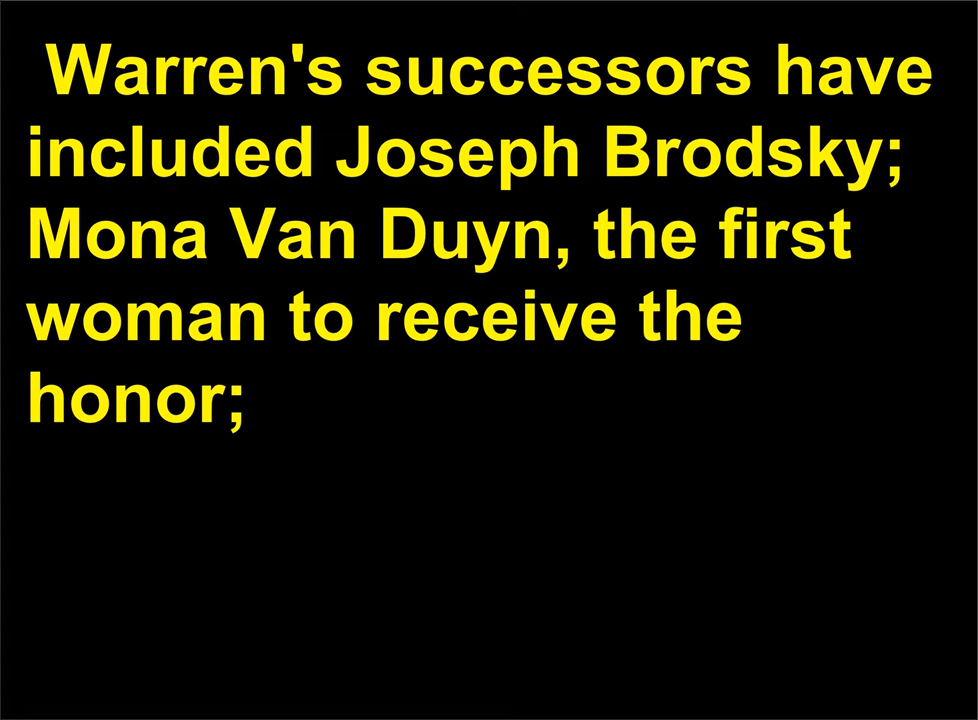 Warren's successors have
included Joseph Brodsky;
Mona Van Duyn, the first
woman to receive the
honor;